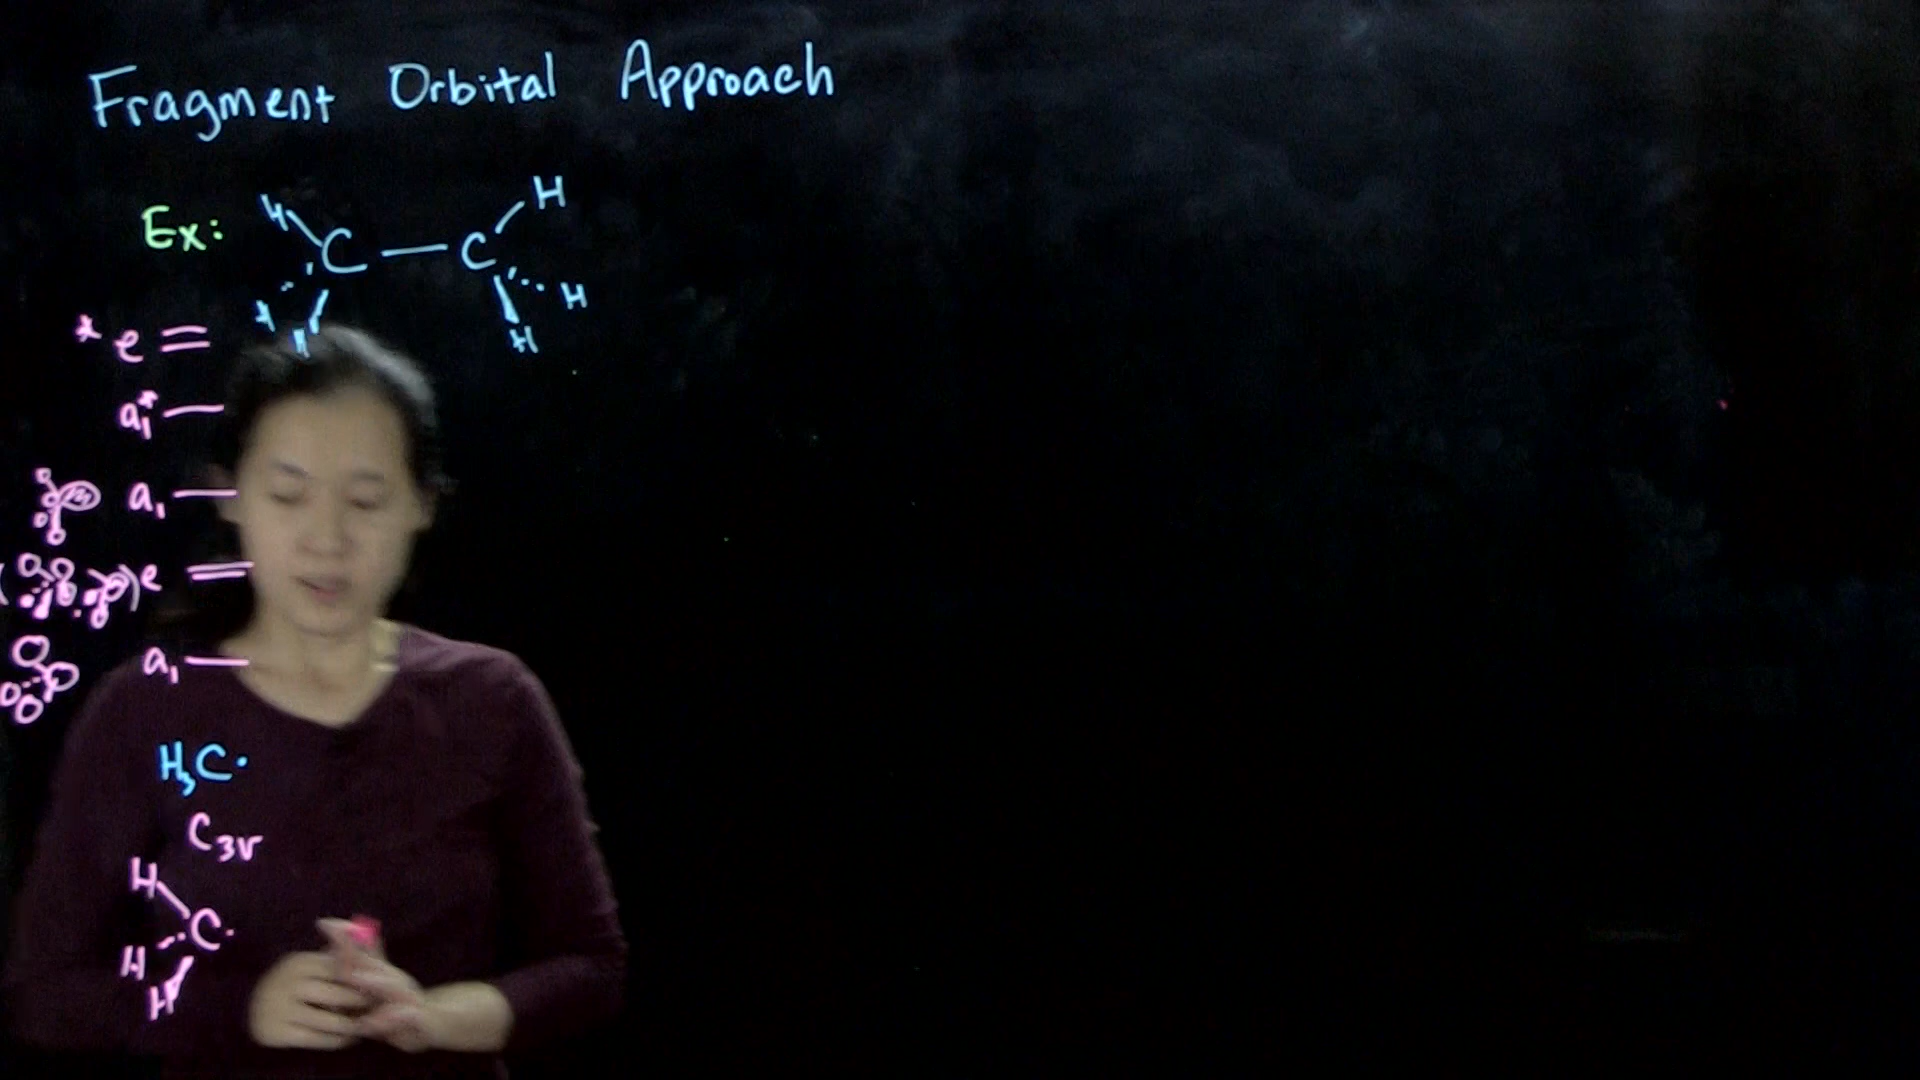 Fragment Orbital Approach
Ex:
H H
C — C
H H
H H
* e =
a₁* —
a₁ —
e =
a₁ —
H₃C·
C₃ᵥ
H
C·
H
H